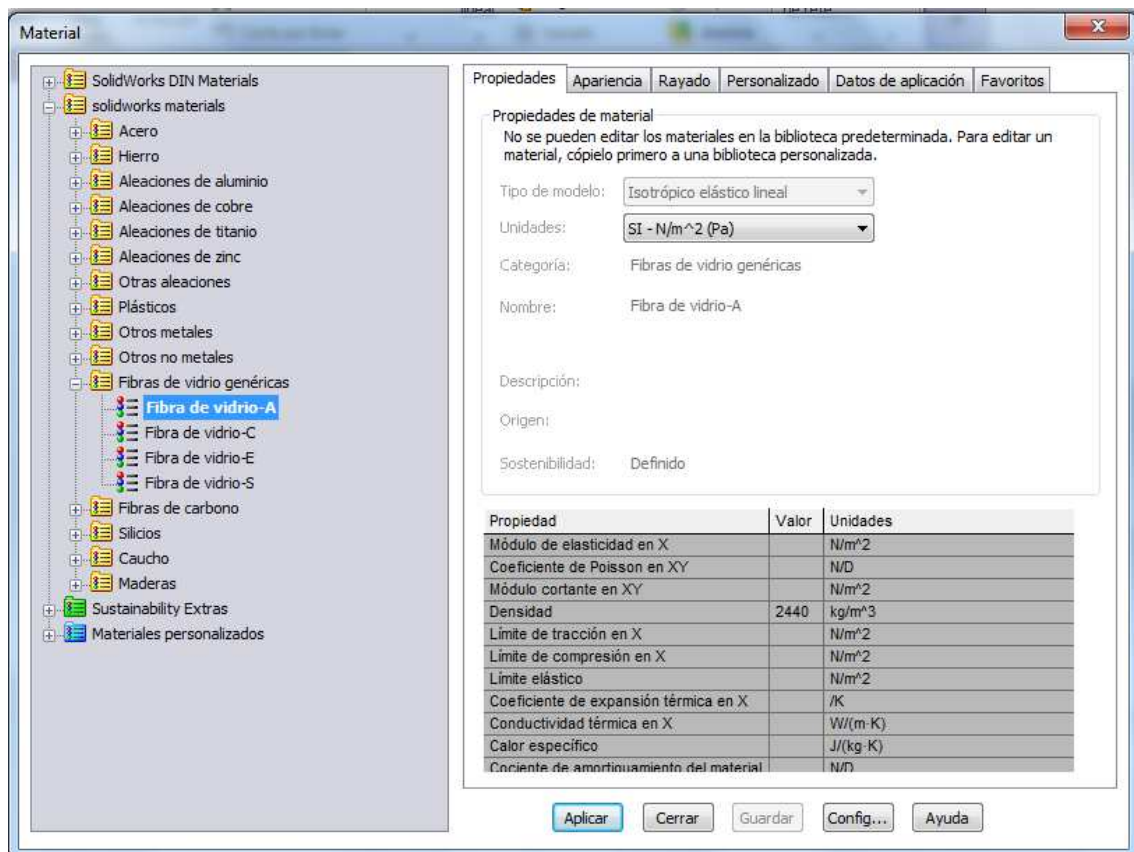 Material
SolidWorks DIN Materials
solidworks materials
Acero
Hierro
Aleaciones de aluminio
Aleaciones de cobre
Aleaciones de titanio
Aleaciones de zinc
Otras aleaciones
Plásticos
Otros metales
Otros no metales
Fibras de vidrio genéricas
Fibra de vidrio-A
Fibra de vidrio-C
Fibra de vidrio-E
Fibra de vidrio-S
Fibras de carbono
Silicios
Caucho
Maderas
Sustainability Extras
Materiales personalizados
Propiedades Apariencia Rayado Personalizado Datos de aplicación Favoritos
Propiedades de material
No se pueden editar los materiales en la biblioteca predeterminada. Para editar un
material, cópielo primero a una biblioteca personalizada.
Tipo de modelo: Isotrópico elástico lineal
Unidades: SI - N/m^2 (Pa)
Categoría: Fibras de vidrio genéricas
Nombre: Fibra de vidrio-A
Descripción:
Origen:
Sostenibilidad: Definido
Propiedad Valor Unidades
Módulo de elasticidad en X N/m^2
Coeficiente de Poisson en XY N/D
Módulo cortante en XY N/m^2
Densidad 2440 kg/m^3
Límite de tracción en X N/m^2
Límite de compresión en X N/m^2
Límite elástico N/m^2
Coeficiente de expansión térmica en X /K
Conductividad térmica en X W/(m·K)
Calor específico J/(kg·K)
Cociente de amortiguamiento del material N/D
Aplicar Cerrar Guardar Config... Ayuda